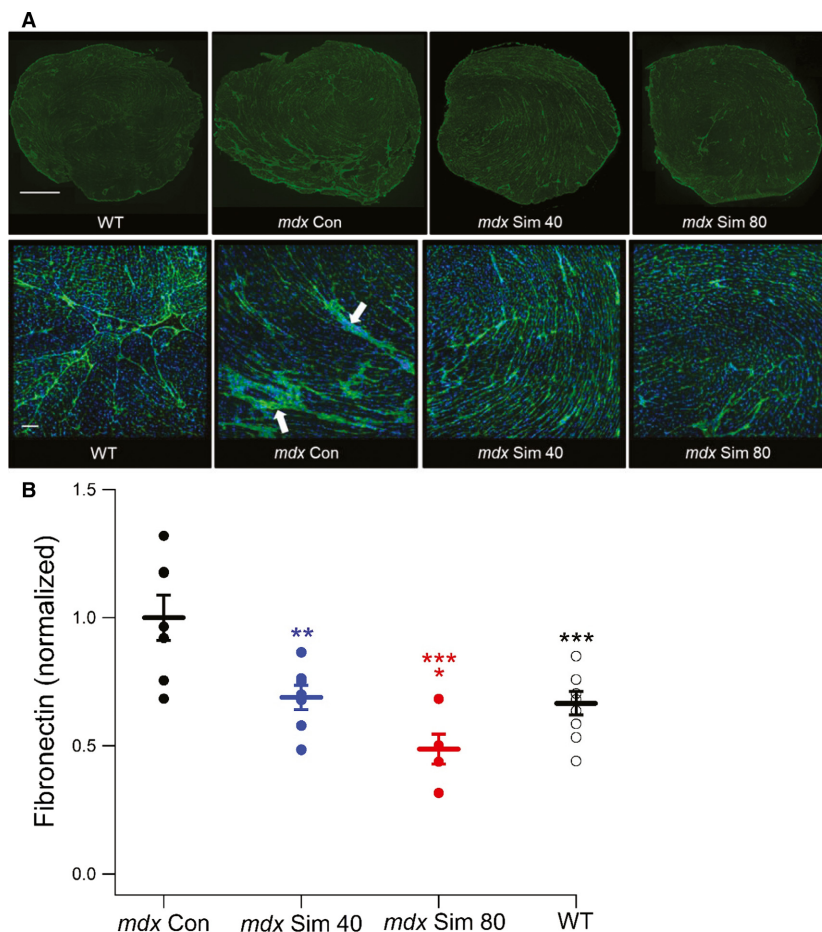 A
WT
mdx Con
mdx Sim 40
mdx Sim 80
WT
mdx Con
mdx Sim 40
mdx Sim 80
B
Fibronectin (normalized)
1.5
1.0
0.5
0.0
**
***
*
***
mdx Con
mdx Sim 40
mdx Sim 80
WT